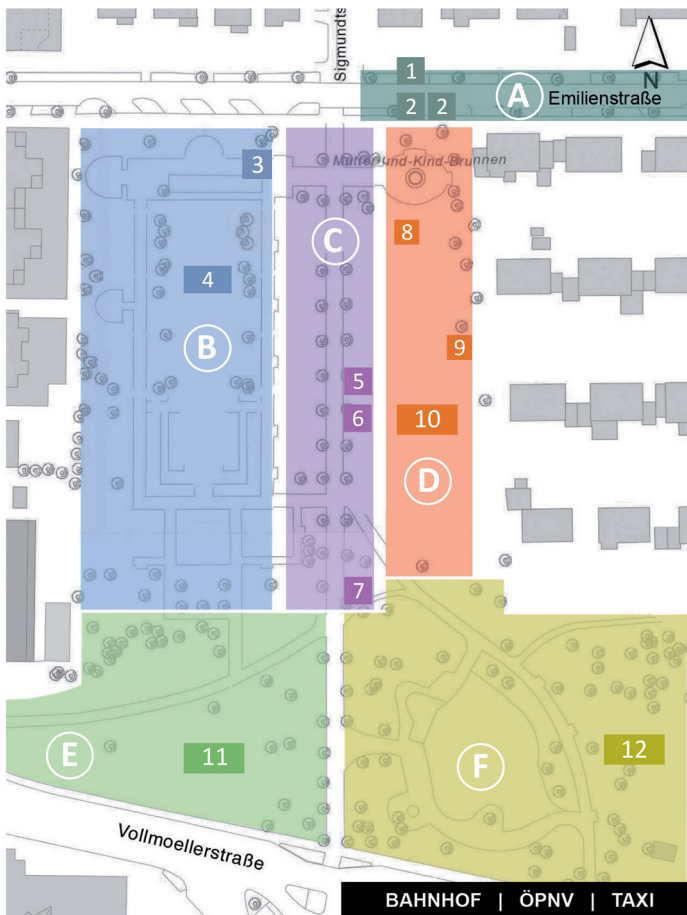 Sigmundts
1
A
N
Emilienstraße
2 2
3
Mutter-und-Kind-Brunnen
C
8
4
B
9
5
6
10
D
7
E
11
F
12
Vollmoellerstraße
BAHNHOF | ÖPNV | TAXI